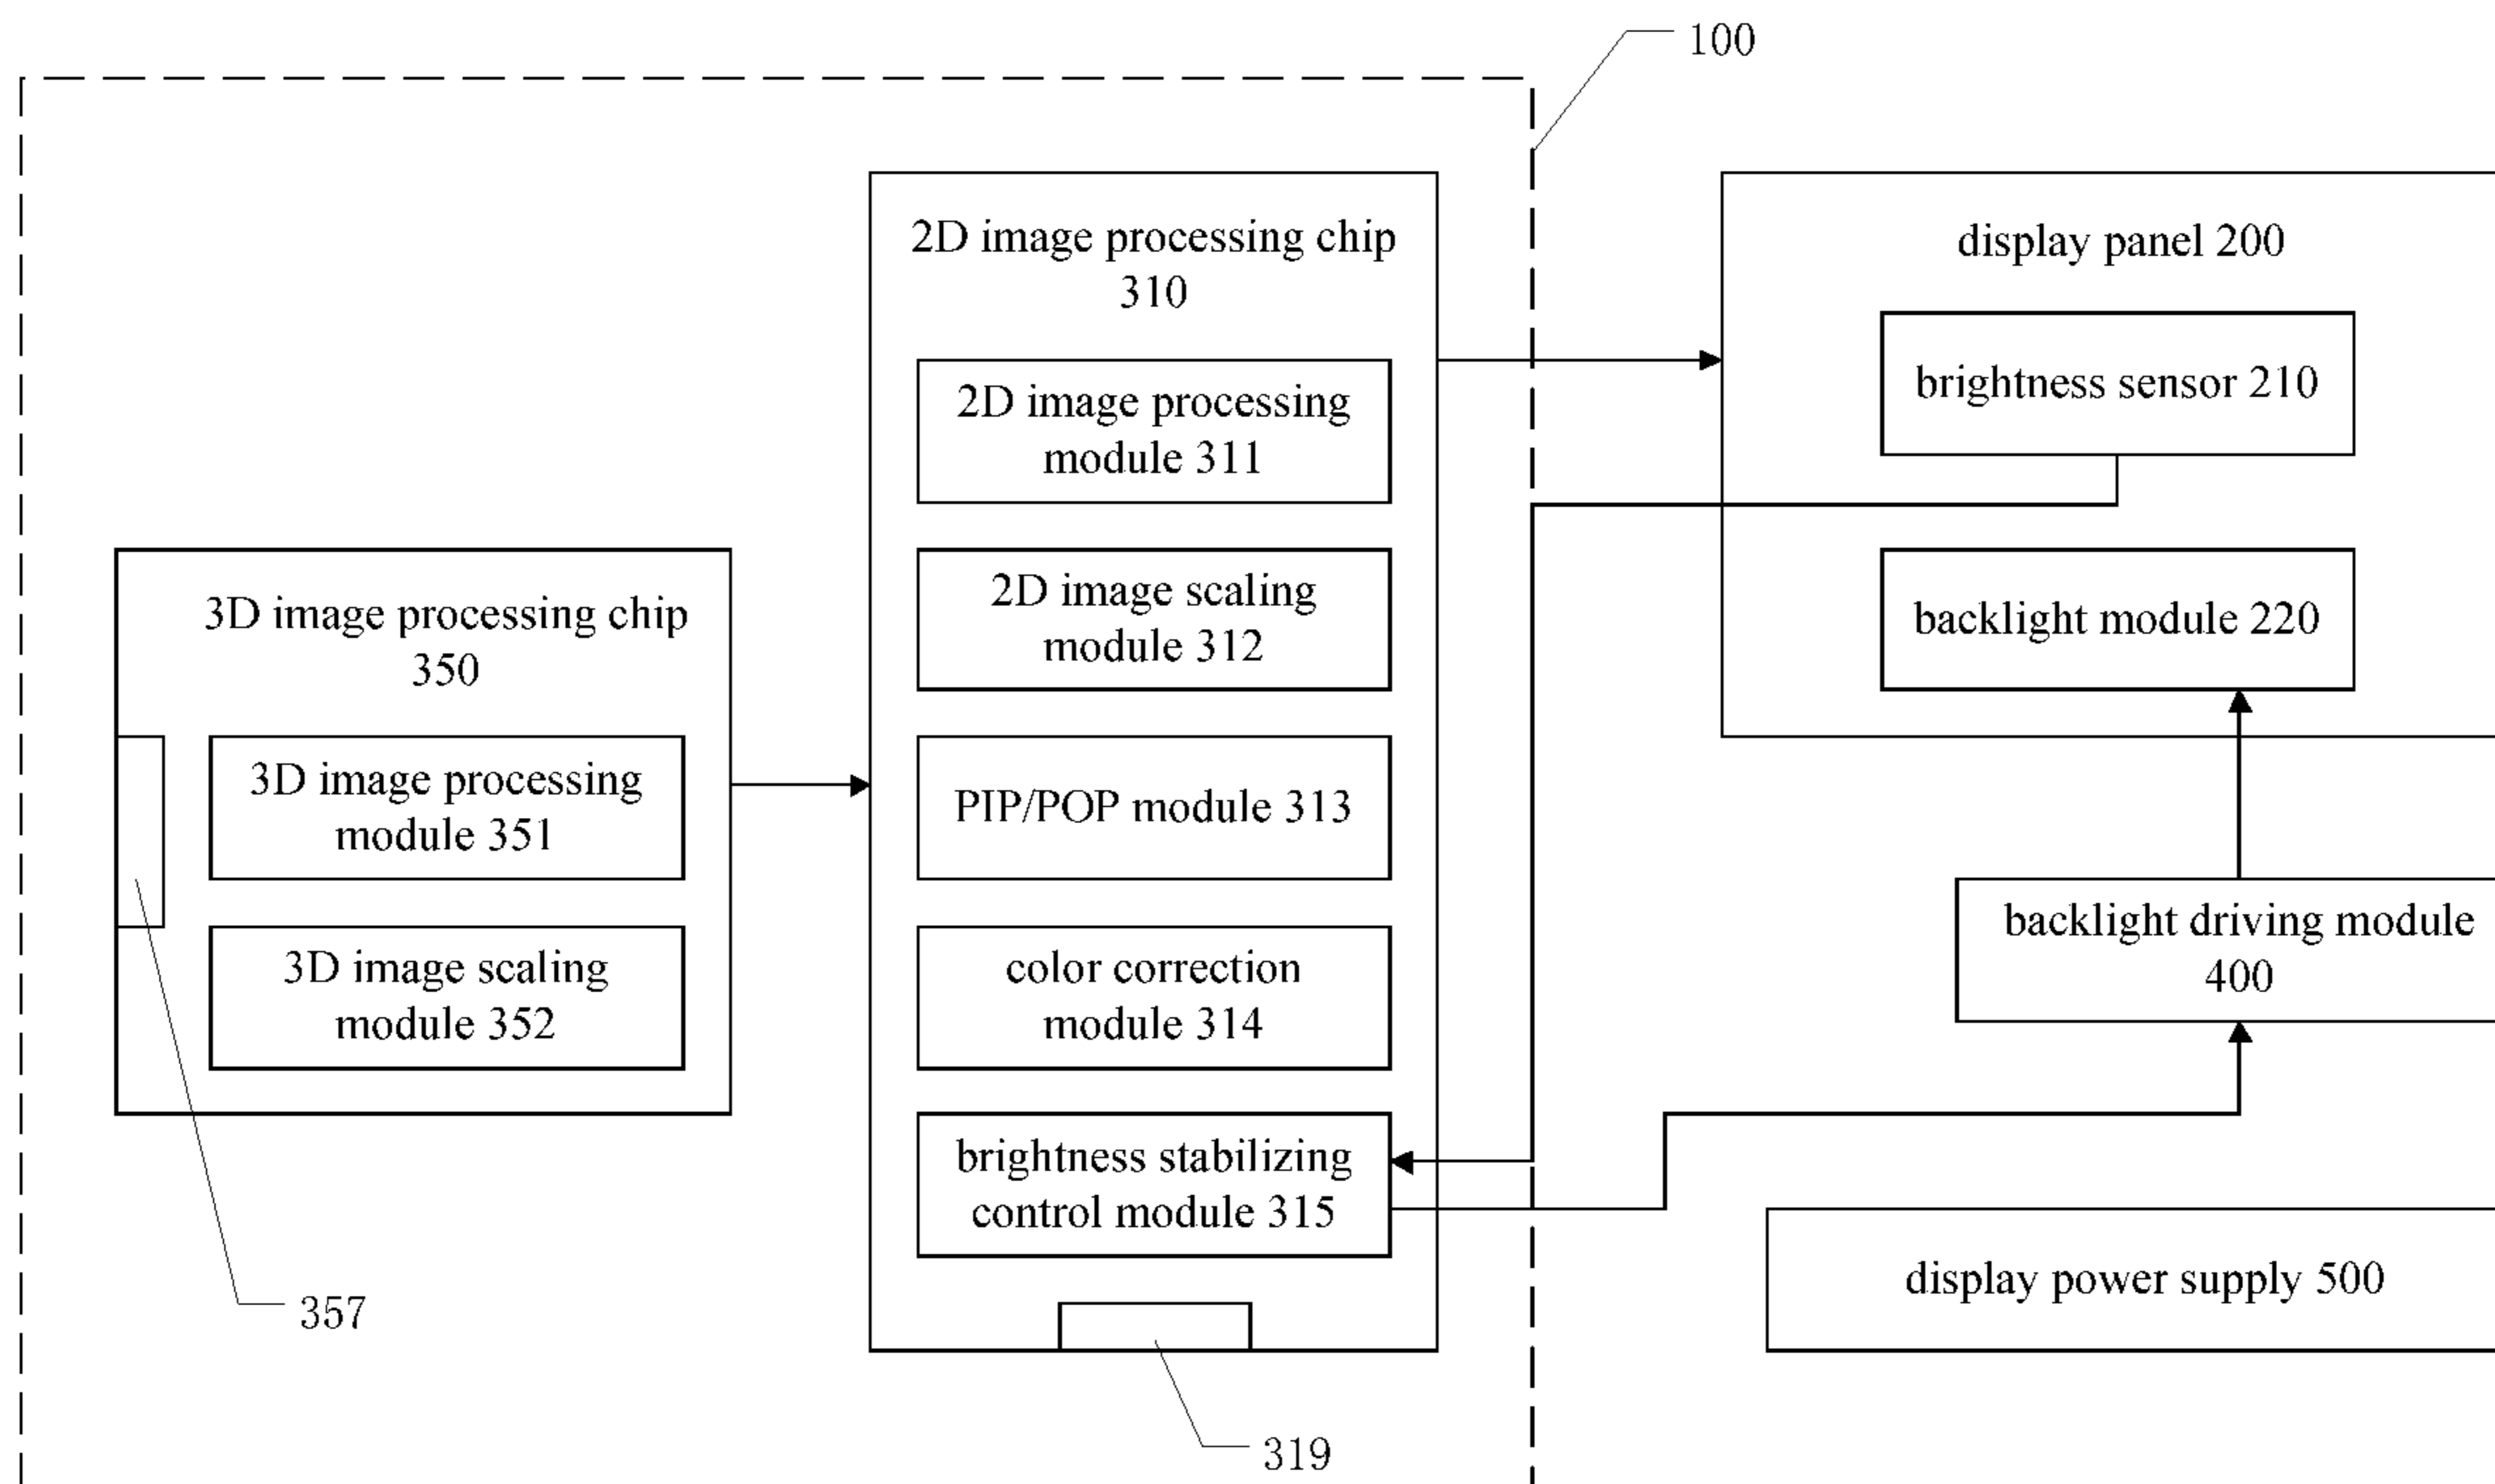 100
2D image processing chip
310
2D image processing
module 311
2D image scaling
module 312
PIP/POP module 313
color correction
module 314
brightness stabilizing
control module 315
319
3D image processing chip
350
3D image processing
module 351
3D image scaling
module 352
357
display panel 200
brightness sensor 210
backlight module 220
backlight driving module
400
display power supply 500